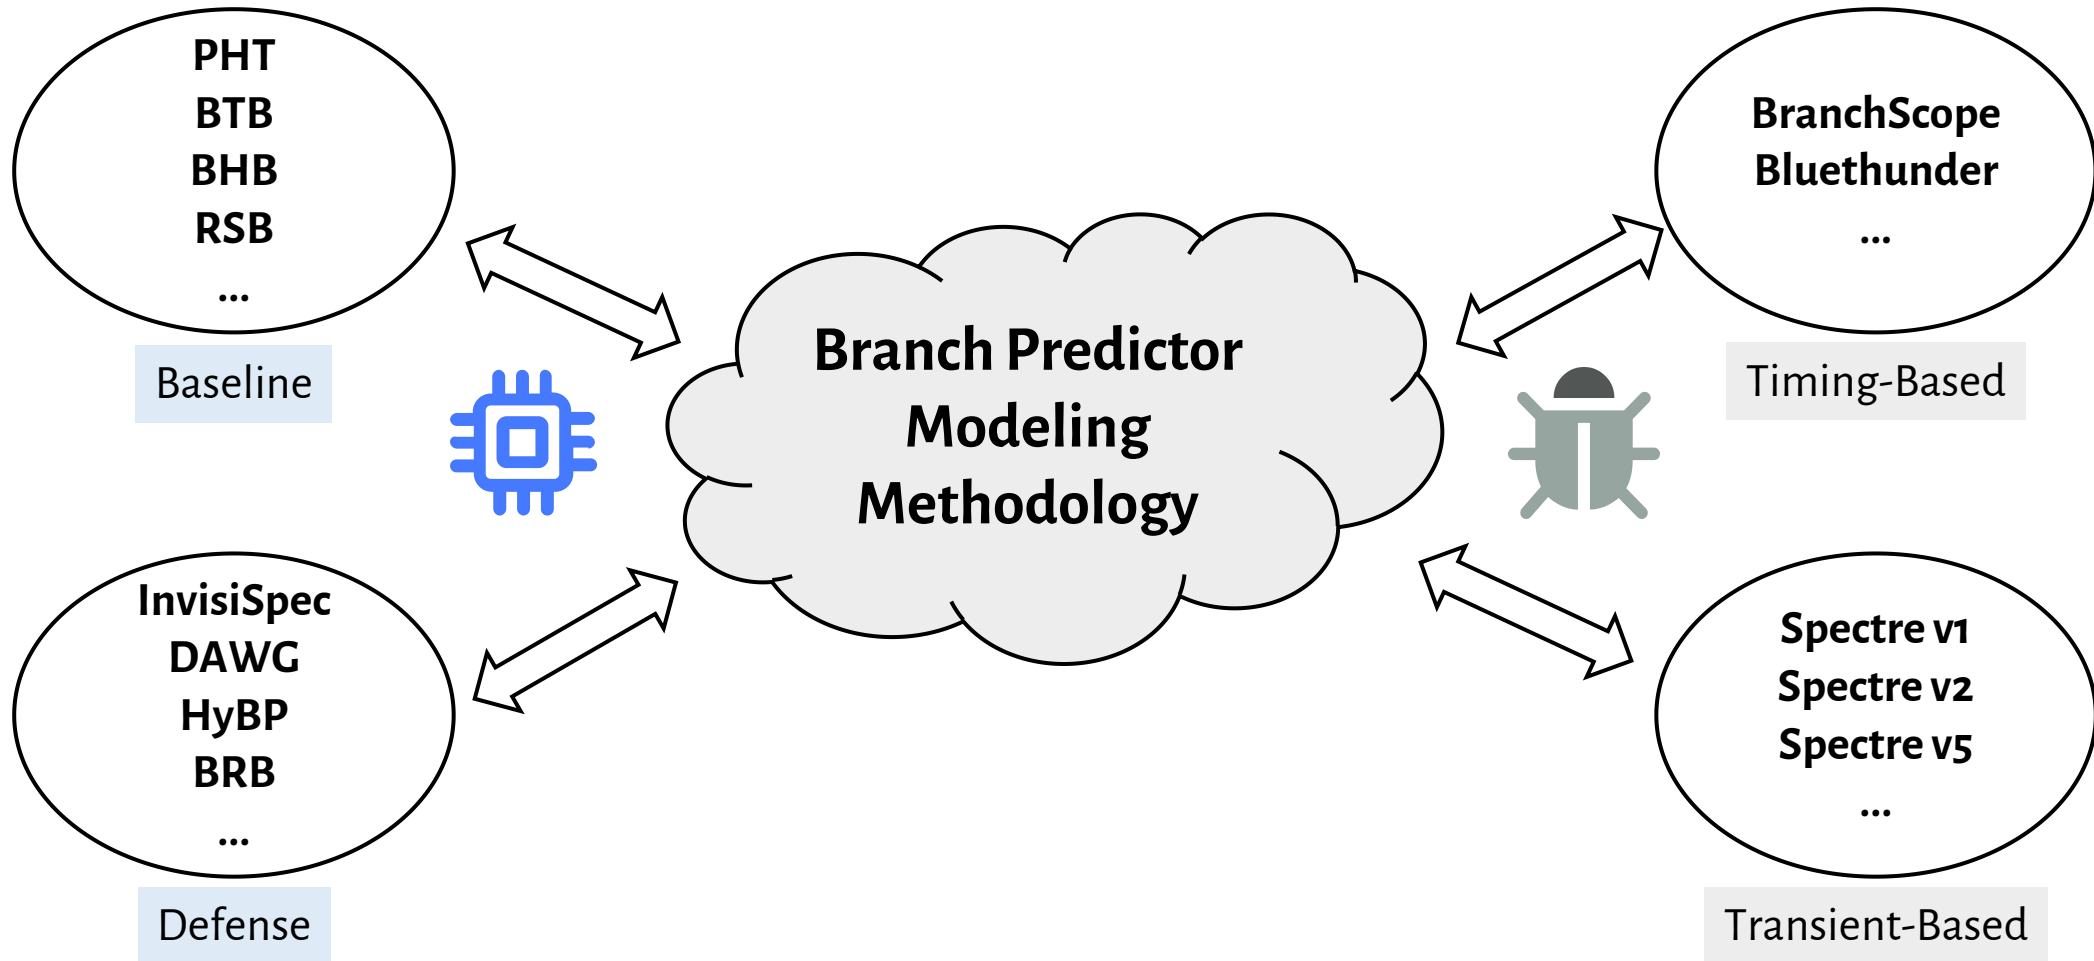 PHT
BTB
BHB
RSB
...
Baseline
InvisiSpec
DAWG
HyBP
BRB
...
Defense
Branch Predictor
Modeling
Methodology
BranchScope
Bluethunder
...
Timing-Based
Spectre v1
Spectre v2
Spectre v5
...
Transient-Based